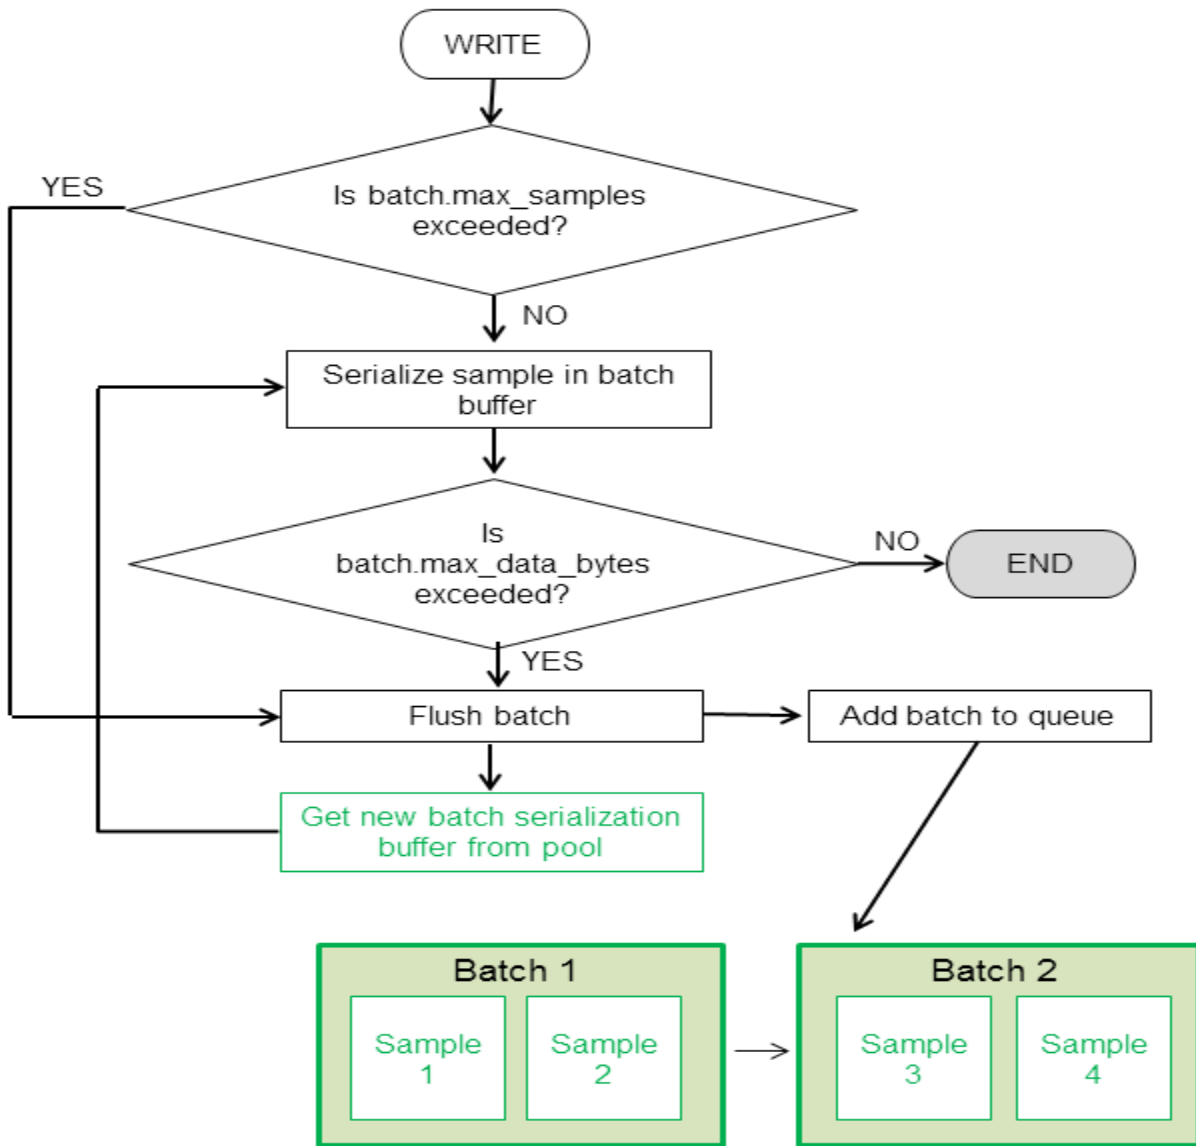 WRITE
YES
Is batch.max_samples
exceeded?
NO
Serialize sample in batch
buffer
Is
batch.max_data_bytes
exceeded?
NO
END
YES
Flush batch
Add batch to queue
Get new batch serialization
buffer from pool
Batch 1
Batch 2
Sample
1
Sample
2
Sample
3
Sample
4